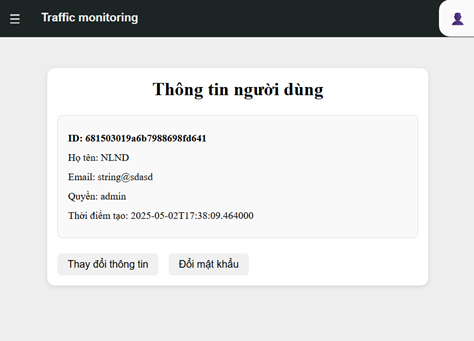 Traffic monitoring
Thông tin người dùng
ID: 681503019a6b7988698fd641
Họ tên: NLND
Email: string@sdasd
Quyền: admin
Thời điểm tạo: 2025-05-02T17:38:09.464000
Thay đổi thông tin
Đổi mật khẩu